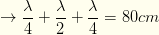 → λ/4 + λ/2 + λ/4 = 80cm